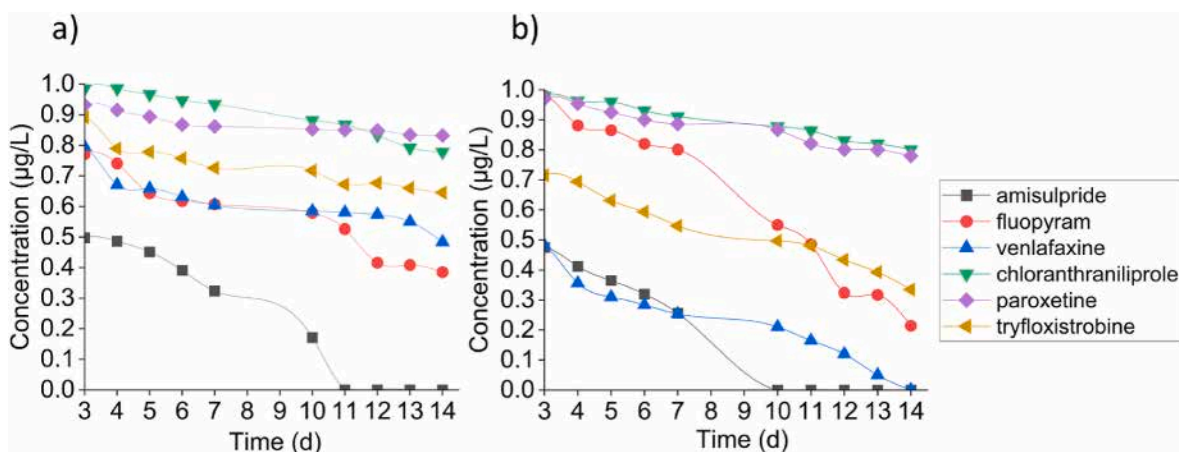 a)
Concentration (µg/L)
1.0
0.9
0.8
0.7
0.6
0.5
0.4
0.3
0.2
0.1
0.0
3 4 5 6 7 8 9 10 11 12 13 14
Time (d)
b)
Concentration (µg/L)
1.0
0.9
0.8
0.7
0.6
0.5
0.4
0.3
0.2
0.1
0.0
3 4 5 6 7 8 9 10 11 12 13 14
Time (d)
amisulpride
fluopyram
venlafaxine
chloranthraniliprole
paroxetine
tryfloxistrobine